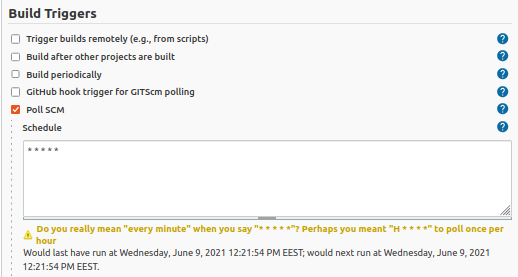 Build Triggers
Trigger builds remotely (e.g., from scripts)
Build after other projects are built
Build periodically
GitHub hook trigger for GITScm polling
Poll SCM
Schedule
* * * * *
Do you really mean "every minute" when you say "* * * * *"? Perhaps you meant "H * * * *" to poll once per
hour
Would last have run at Wednesday, June 9, 2021 12:21:54 PM EEST; would next run at Wednesday, June 9, 2021
12:21:54 PM EEST.